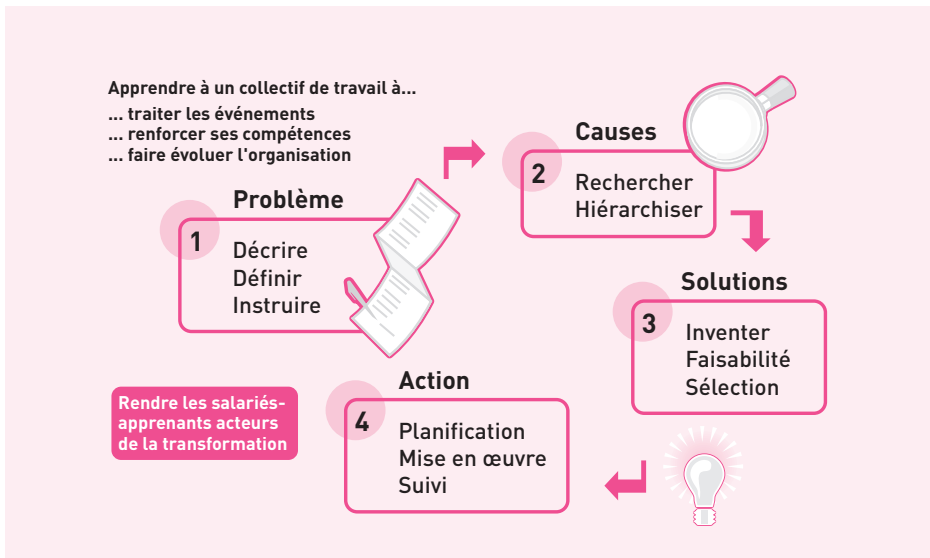 Apprendre à un collectif de travail à...
... traiter les événements
... renforcer ses compétences
... faire évoluer l'organisation
Problème
1
Décrire
Définir
Instruire
Causes
2
Rechercher
Hiérarchiser
Solutions
3
Inventer
Faisabilité
Sélection
Action
4
Planification
Mise en œuvre
Suivi
Rendre les salariés-
apprenants acteurs
de la transformation